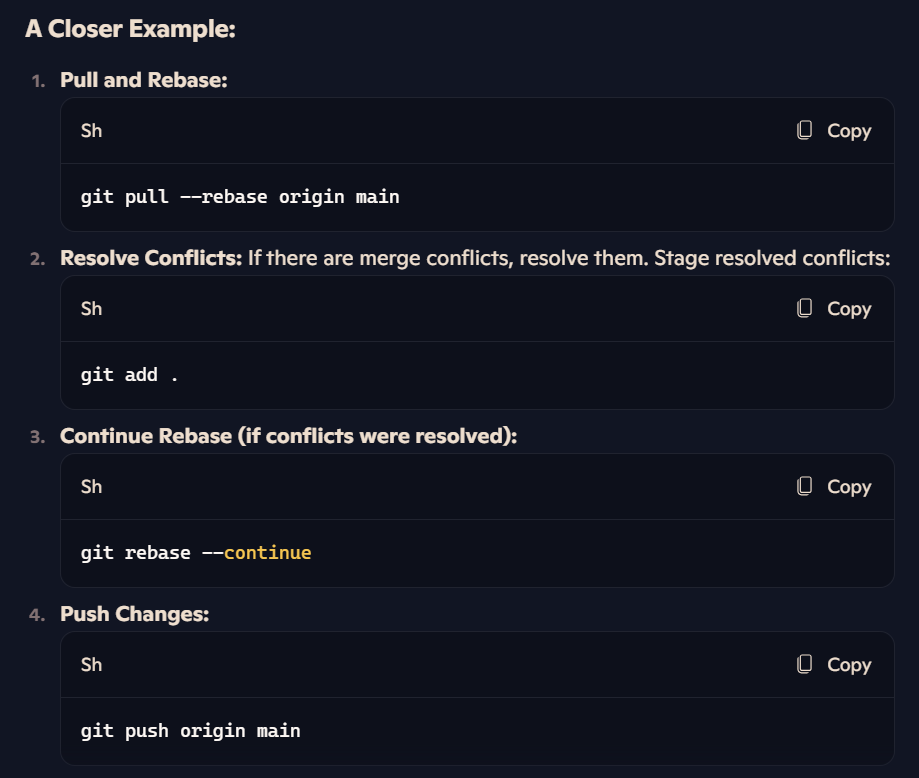 A Closer Example:
1. Pull and Rebase:
Sh Copy
git pull --rebase origin main
2. Resolve Conflicts: If there are merge conflicts, resolve them. Stage resolved conflicts:
Sh Copy
git add .
3. Continue Rebase (if conflicts were resolved):
Sh Copy
git rebase --continue
4. Push Changes:
Sh Copy
git push origin main